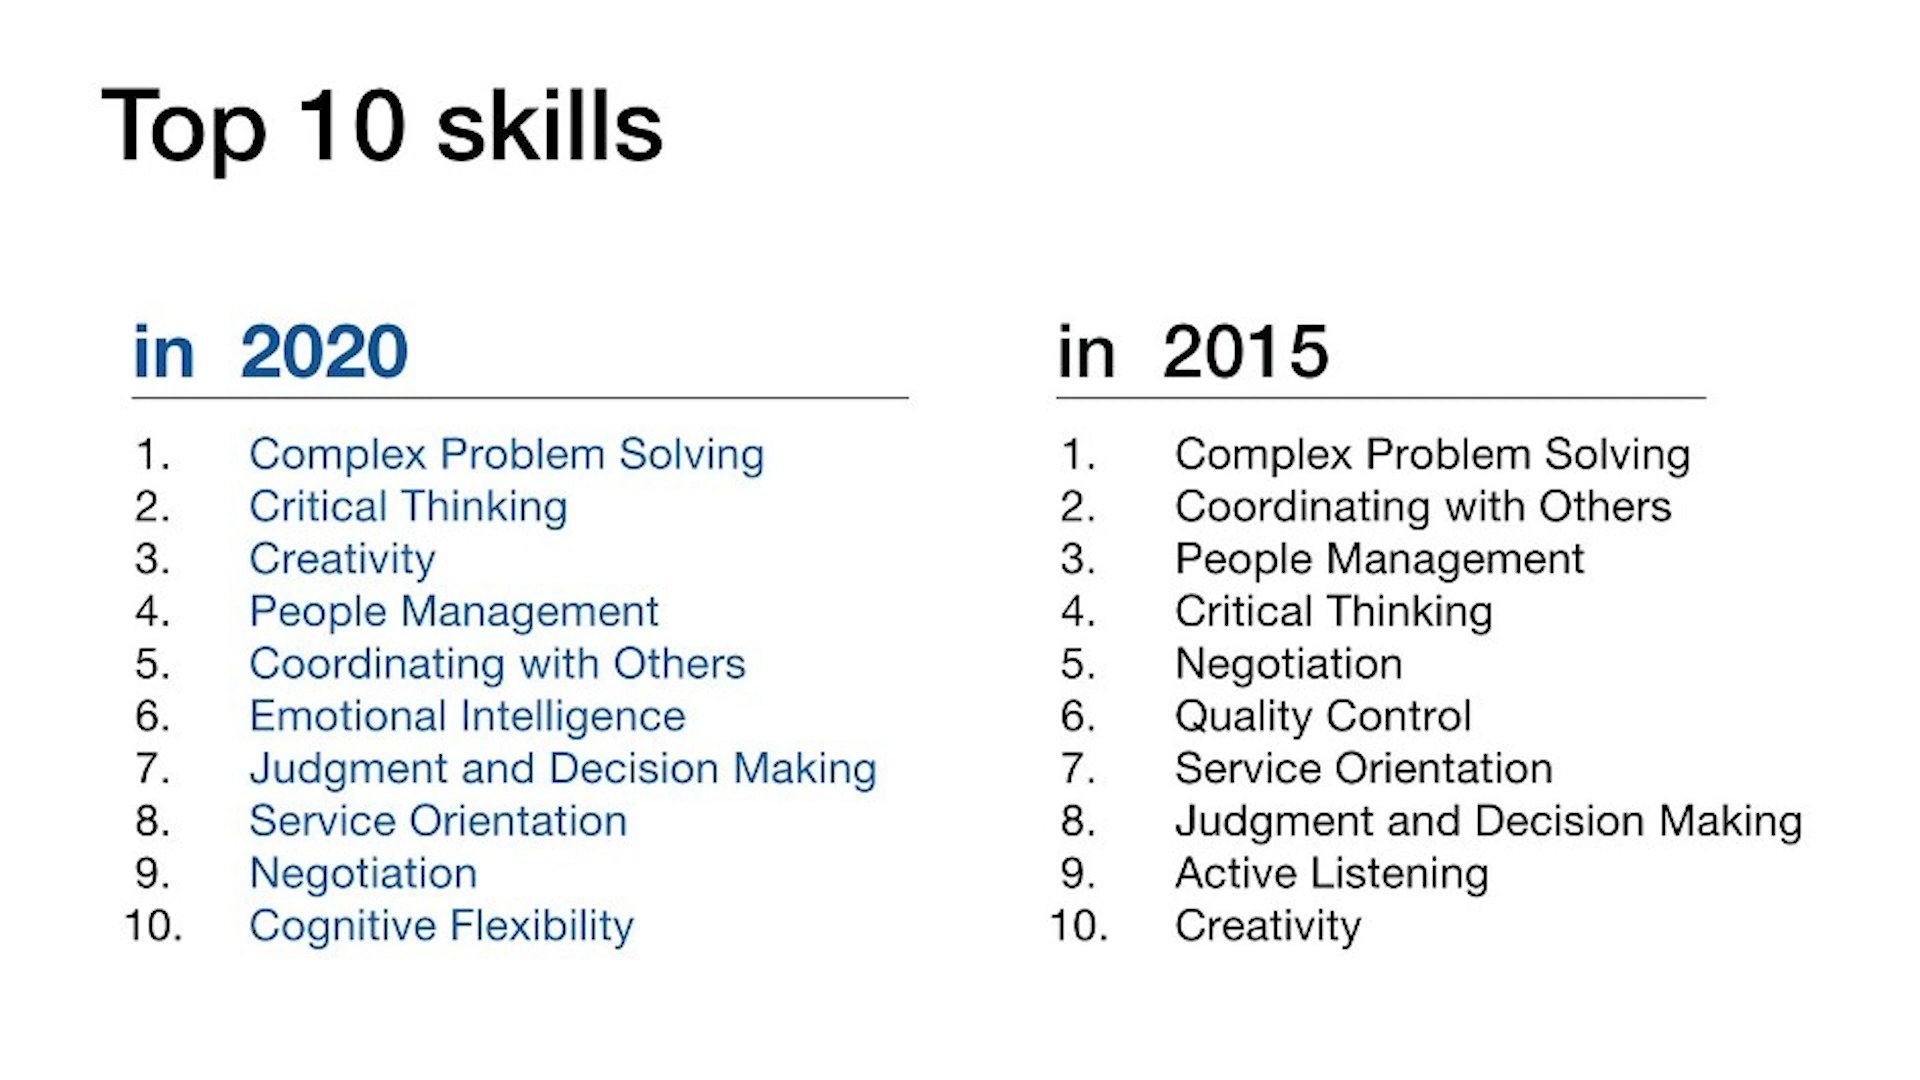 Top 10 skills
in 2020
1. Complex Problem Solving
2. Critical Thinking
3. Creativity
4. People Management
5. Coordinating with Others
6. Emotional Intelligence
7. Judgment and Decision Making
8. Service Orientation
9. Negotiation
10. Cognitive Flexibility
in 2015
1. Complex Problem Solving
2. Coordinating with Others
3. People Management
4. Critical Thinking
5. Negotiation
6. Quality Control
7. Service Orientation
8. Judgment and Decision Making
9. Active Listening
10. Creativity